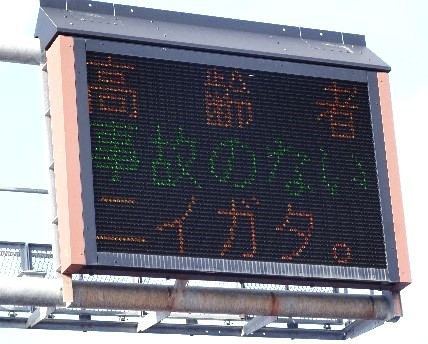 高齢者
事故のない
ニイガタ。